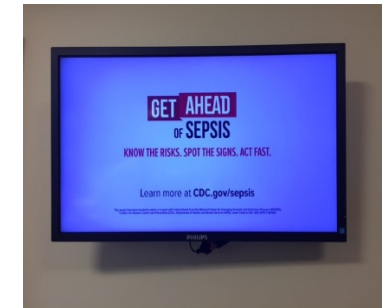 GET AHEAD
OF SEPSIS
KNOW THE RISKS. SPOT THE SIGNS. ACT FAST.
Learn more at CDC.gov/sepsis
PHILIPS